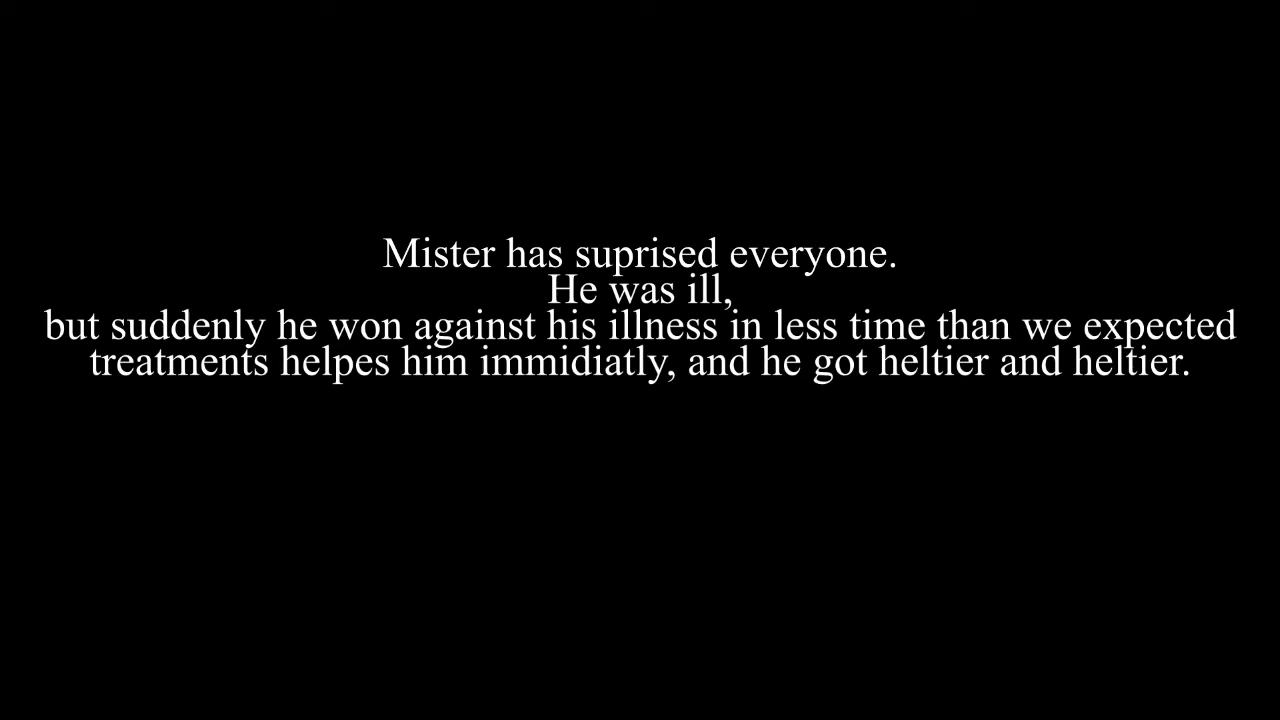 Mister has suprised everyone.
He was ill,
but suddenly he won against his illness in less time than we expected
treatments helpes him immidiatly, and he got heltier and heltier.